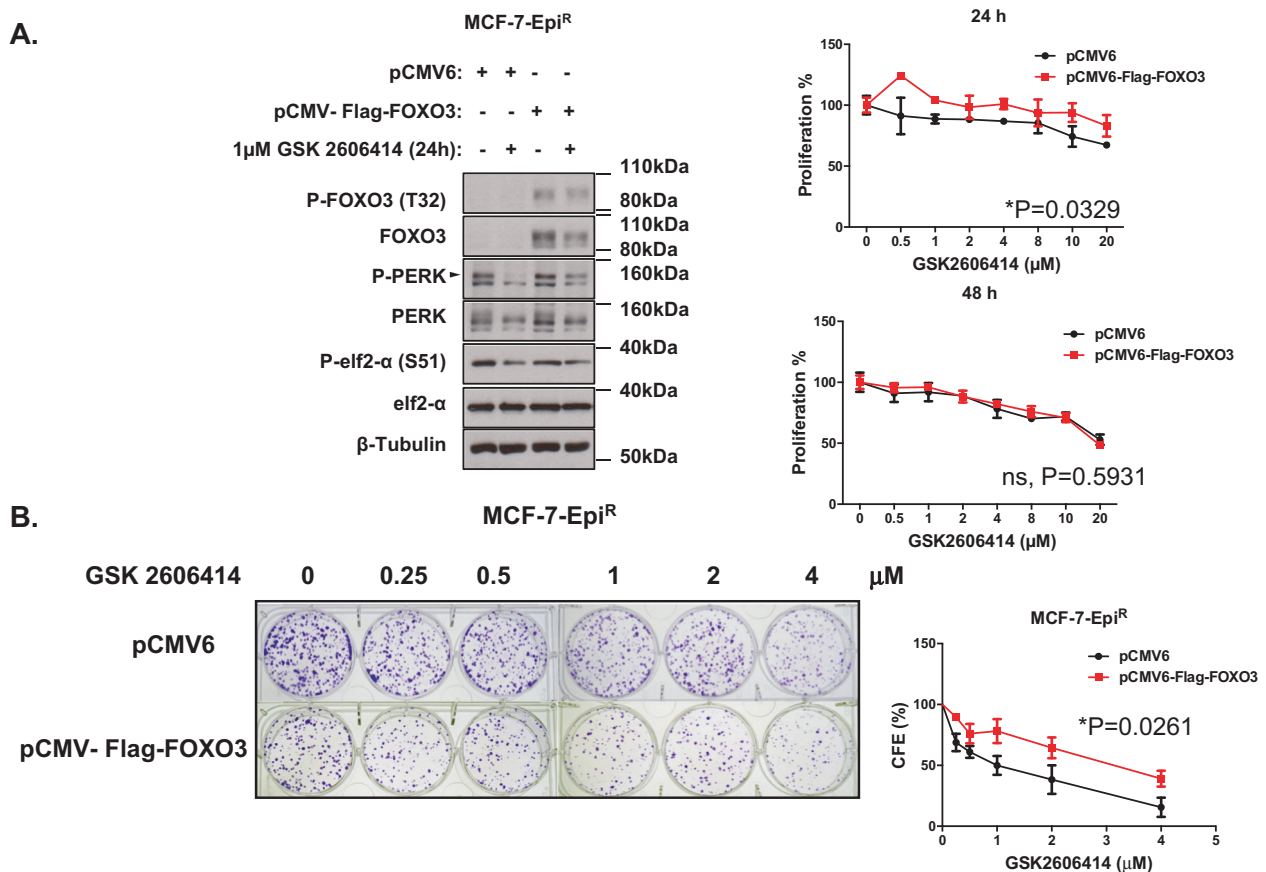 A.
MCF-7-EpiR
pCMV6: + + - -
pCMV- Flag-FOXO3: - - + +
1µM GSK 2606414 (24h): - + - +
P-FOXO3 (T32)
110kDa
80kDa
FOXO3
110kDa
80kDa
P-PERK
160kDa
PERK
160kDa
P-eIf2-α (S51)
40kDa
eIf2-α
40kDa
β-Tubulin
50kDa
24 h
Proliferation %
150
100
50
0
pCMV6
pCMV6-Flag-FOXO3
*P=0.0329
0 0.5 1 2 4 8 10 20
GSK2606414 (µM)
48 h
Proliferation %
150
100
50
0
pCMV6
pCMV6-Flag-FOXO3
ns, P=0.5931
0 0.5 1 2 4 8 10 20
GSK2606414 (µM)
B.
MCF-7-EpiR
GSK 2606414 0 0.25 0.5 1 2 4 µM
pCMV6
pCMV- Flag-FOXO3
MCF-7-EpiR
CFE (%)
150
100
50
0
pCMV6
pCMV6-Flag-FOXO3
*P=0.0261
0 1 2 3 4 5
GSK2606414 (µM)